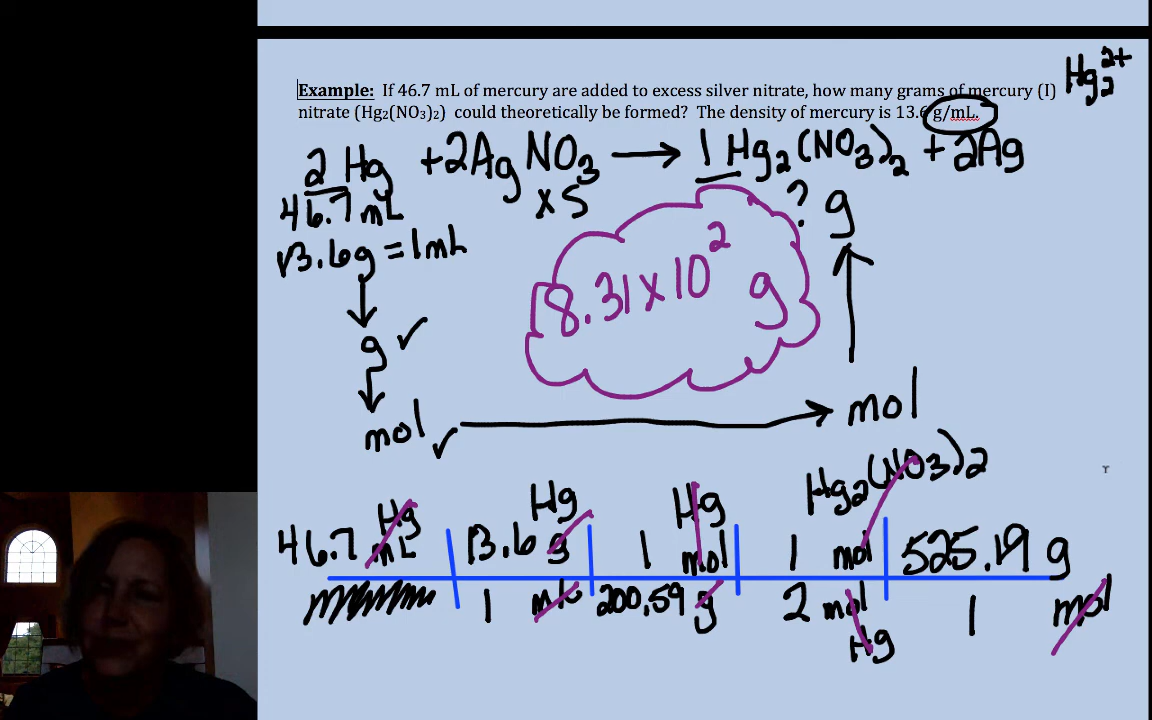 Example: If 46.7 mL of mercury are added to excess silver nitrate, how many grams of mercury (I)
nitrate (Hg2(NO3)2) could theoretically be formed? The density of mercury is 13.6 g/mL.
Hg₂²⁺
2 Hg + 2AgNO₃ → 1 Hg₂(NO₃)₂ + 2Ag
46.7 mL XS ? g
13.6g = 1mL
8.31 x 10² g
g ✓
mol ✓ mol
Hg Hg Hg Hg₂(NO₃)₂
46.7 mL 13.6 g 1 mol 1 mol 525.19 g
1 mL 200.59 g 2 mol 1 mol
Hg